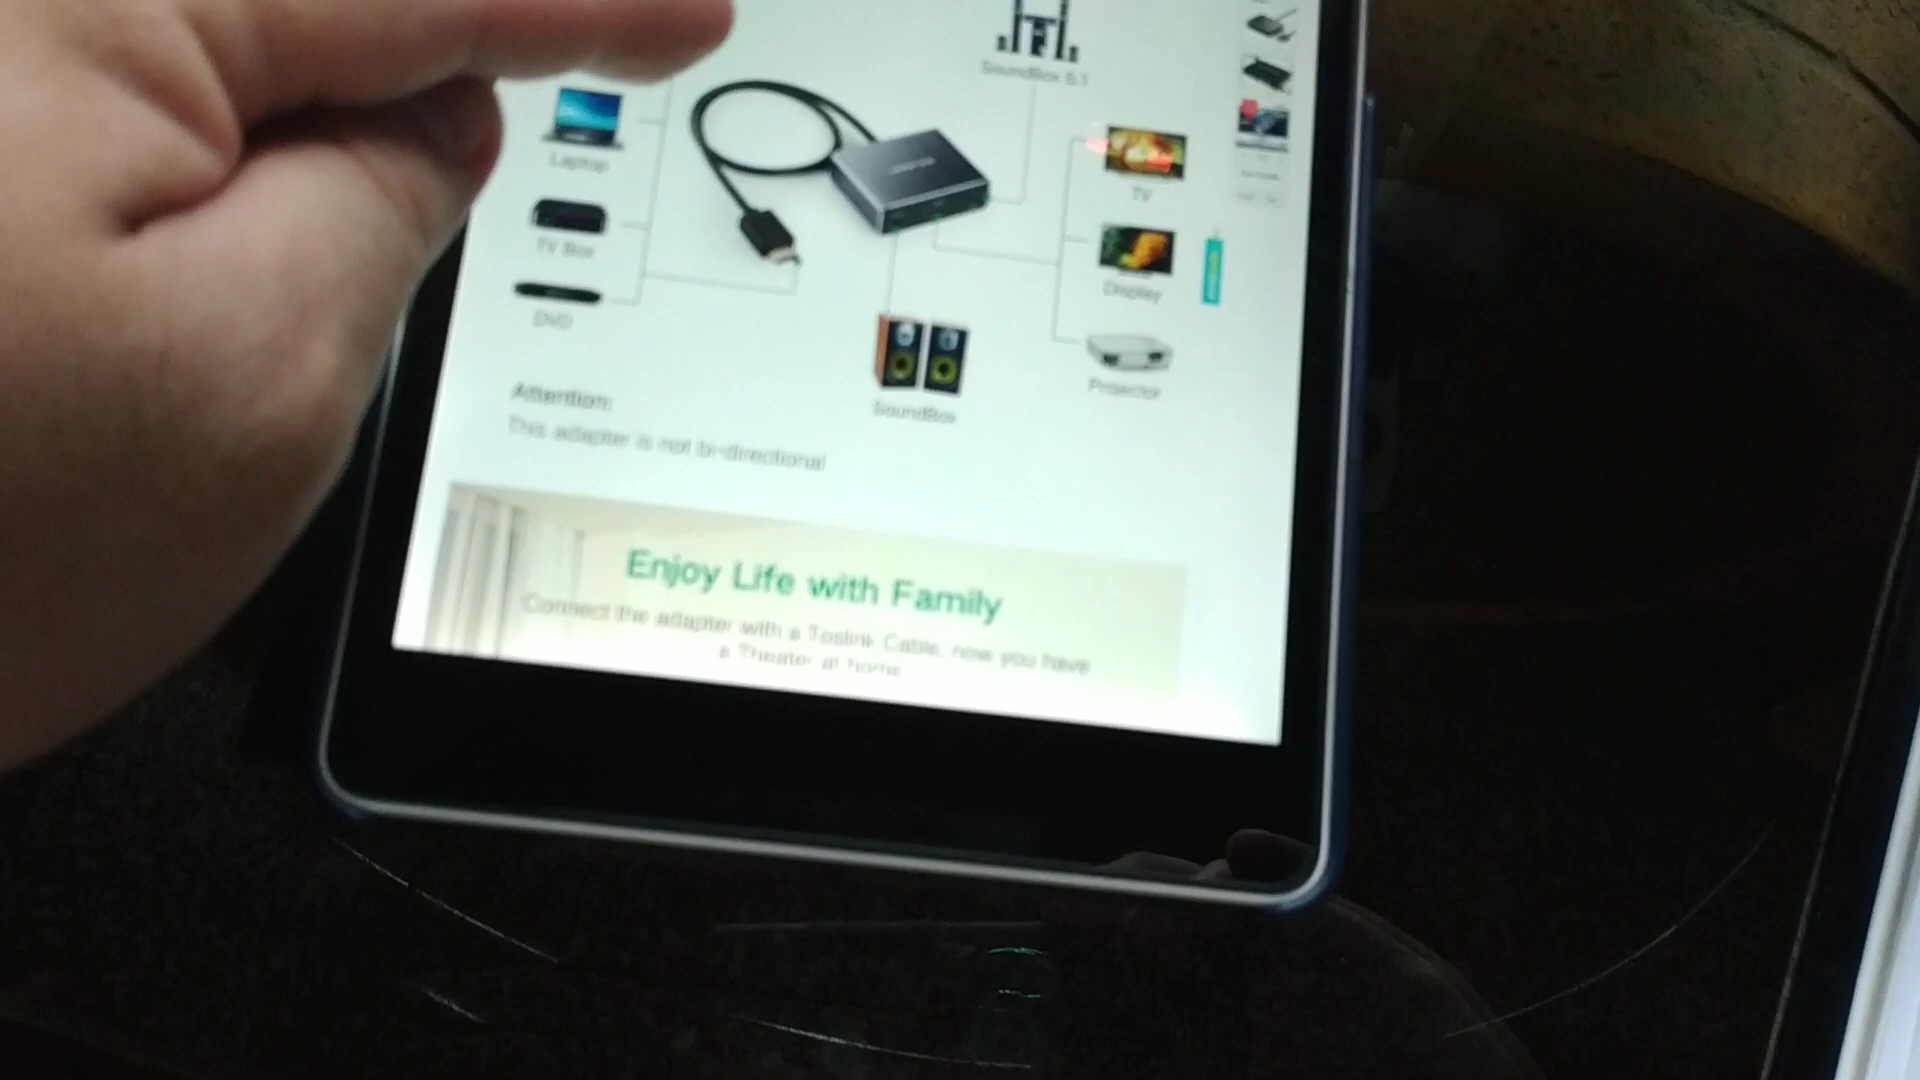 SoundBox 5.1
Laptop
TV
TV Box
Display
DVD
Projector
SoundBox
Attention:
This adapter is not bi-directional
Enjoy Life with Family
Connect the adapter with a Toslink Cable, now you have
a Theater at home